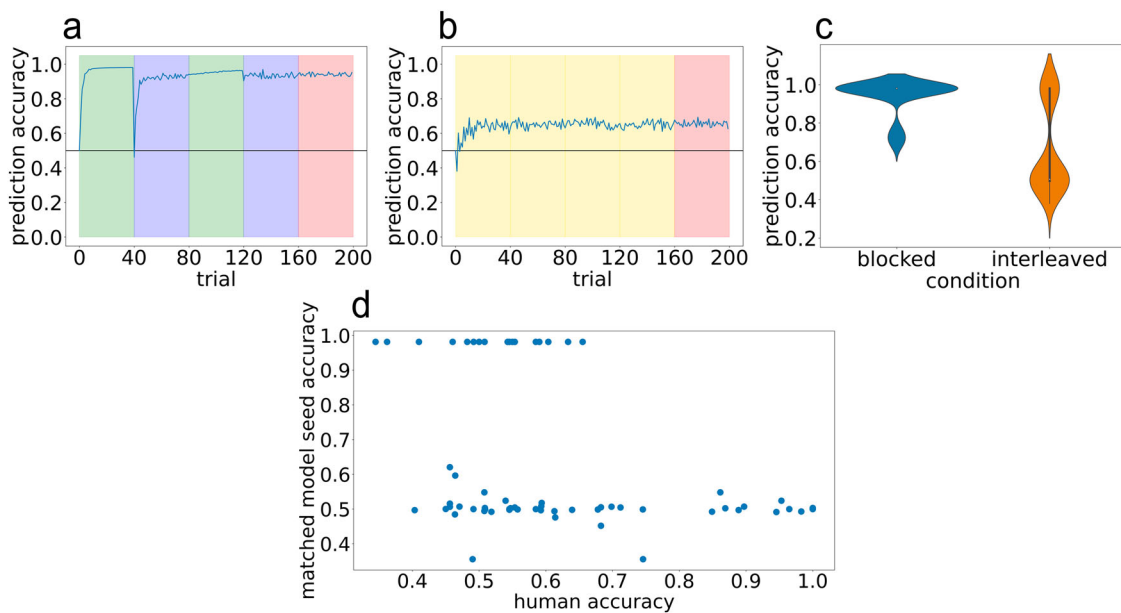 a
prediction accuracy
1.0
0.8
0.6
0.4
0.2
0.0
0 40 80 120 160 200
trial
b
prediction accuracy
1.0
0.8
0.6
0.4
0.2
0.0
0 40 80 120 160 200
trial
c
prediction accuracy
1.0
0.8
0.6
0.4
0.2
blocked interleaved
condition
d
matched model seed accuracy
1.0
0.9
0.8
0.7
0.6
0.5
0.4
0.4 0.5 0.6 0.7 0.8 0.9 1.0
human accuracy